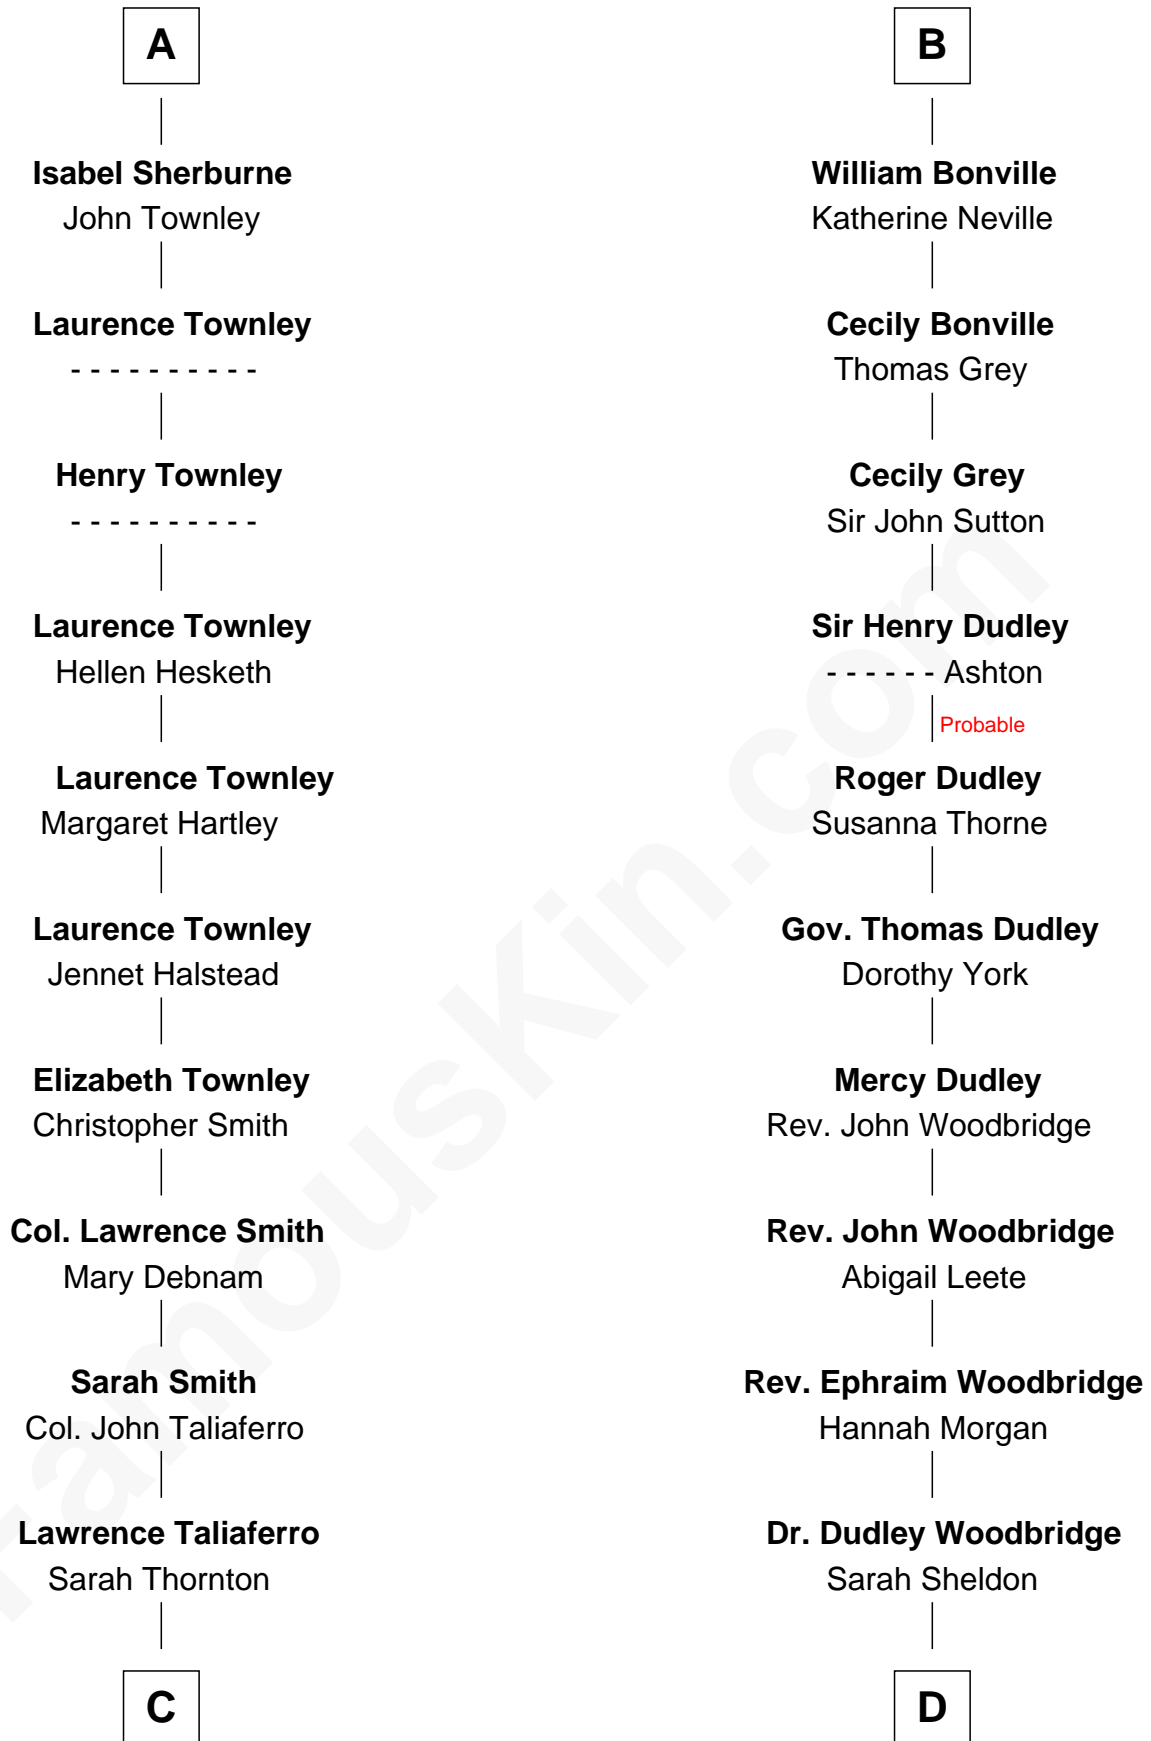 A
Isabel Sherburne
John Townley
Laurence Townley
- - - - - - - - - -
Henry Townley
- - - - - - - - - -
Laurence Townley
Hellen Hesketh
Laurence Townley
Margaret Hartley
Laurence Townley
Jennet Halstead
Elizabeth Townley
Christopher Smith
Col. Lawrence Smith
Mary Debnam
Sarah Smith
Col. John Taliaferro
Lawrence Taliaferro
Sarah Thornton
C
B
William Bonville
Katherine Neville
Cecily Bonville
Thomas Grey
Cecily Grey
Sir John Sutton
Sir Henry Dudley
- - - - - - Ashton
Probable
Roger Dudley
Susanna Thorne
Gov. Thomas Dudley
Dorothy York
Mercy Dudley
Rev. John Woodbridge
Rev. John Woodbridge
Abigail Leete
Rev. Ephraim Woodbridge
Hannah Morgan
Dr. Dudley Woodbridge
Sarah Sheldon
D
FamousKin.com